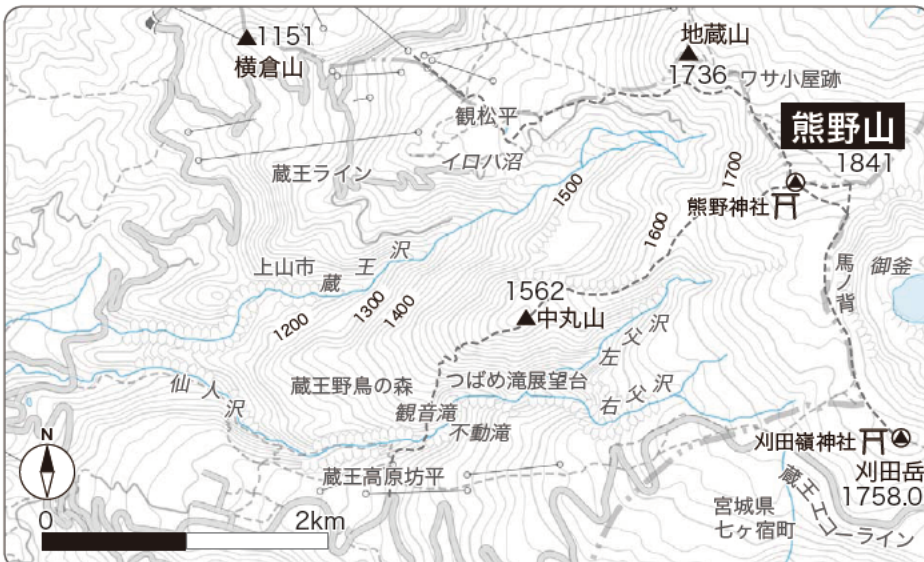 1151
横倉山
地蔵山
1736
ワサ小屋跡
観松平
熊野山
1841
イロハ沼
蔵王ライン
1500
1700
熊野神社
1600
上山市
蔵王沢
馬ノ背
御釜
1200
1300
1400
1562
中丸山
左父沢
右父沢
仙人沢
蔵王野鳥の森
つばめ滝展望台
観音滝
不動滝
蔵王高原坊平
刈田嶺神社
刈田岳
1758.0
蔵王エコーライン
宮城県
七ヶ宿町
N
0
2km